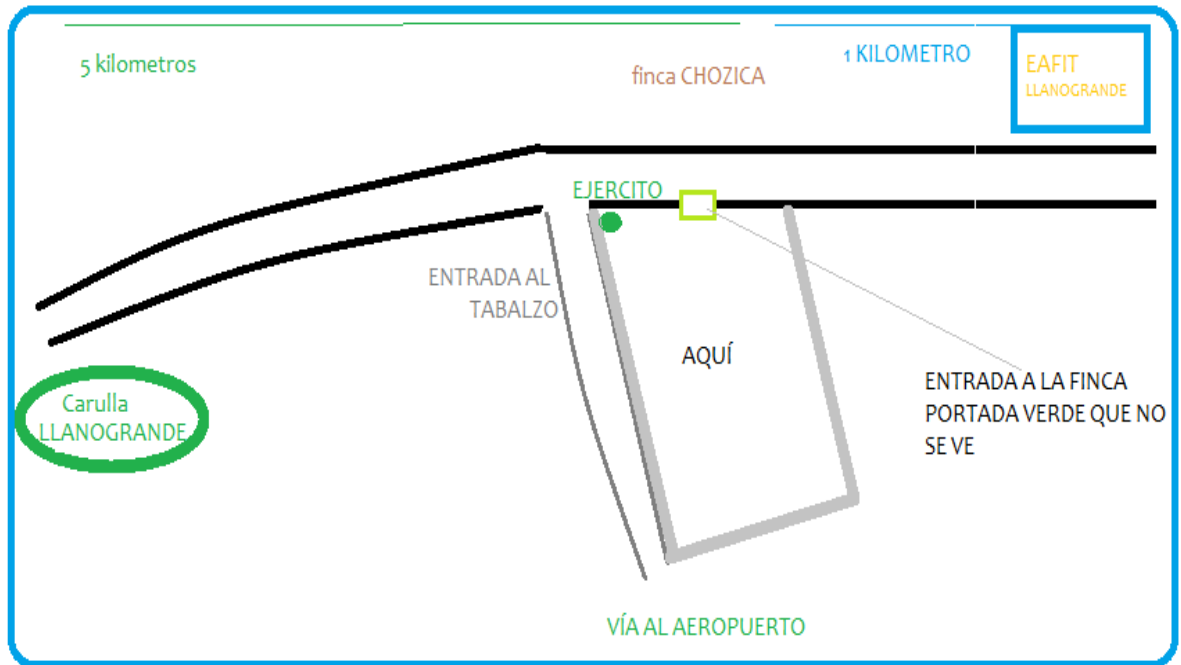 5 kilometros
finca CHOZICA
1 KILOMETRO
EAFIT
LLANOGRANDE
EJERCITO
ENTRADA AL
TABALZO
AQUÍ
Carulla
LLANOGRANDE
ENTRADA A LA FINCA
PORTADA VERDE QUE NO
SE VE
VÍA AL AEROPUERTO